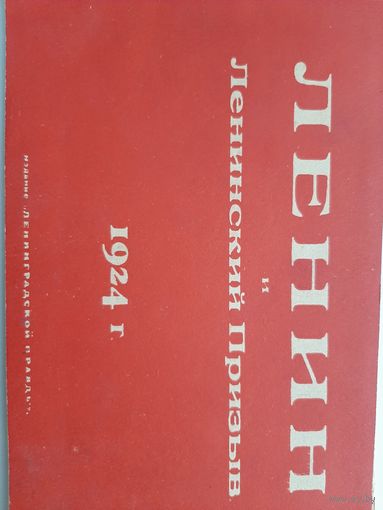 ЛЕНИН
и
Ленинский Призыв.
1924 г.
издание „ЛЕНИНГРАДСКОЙ ПРАВДЫ".